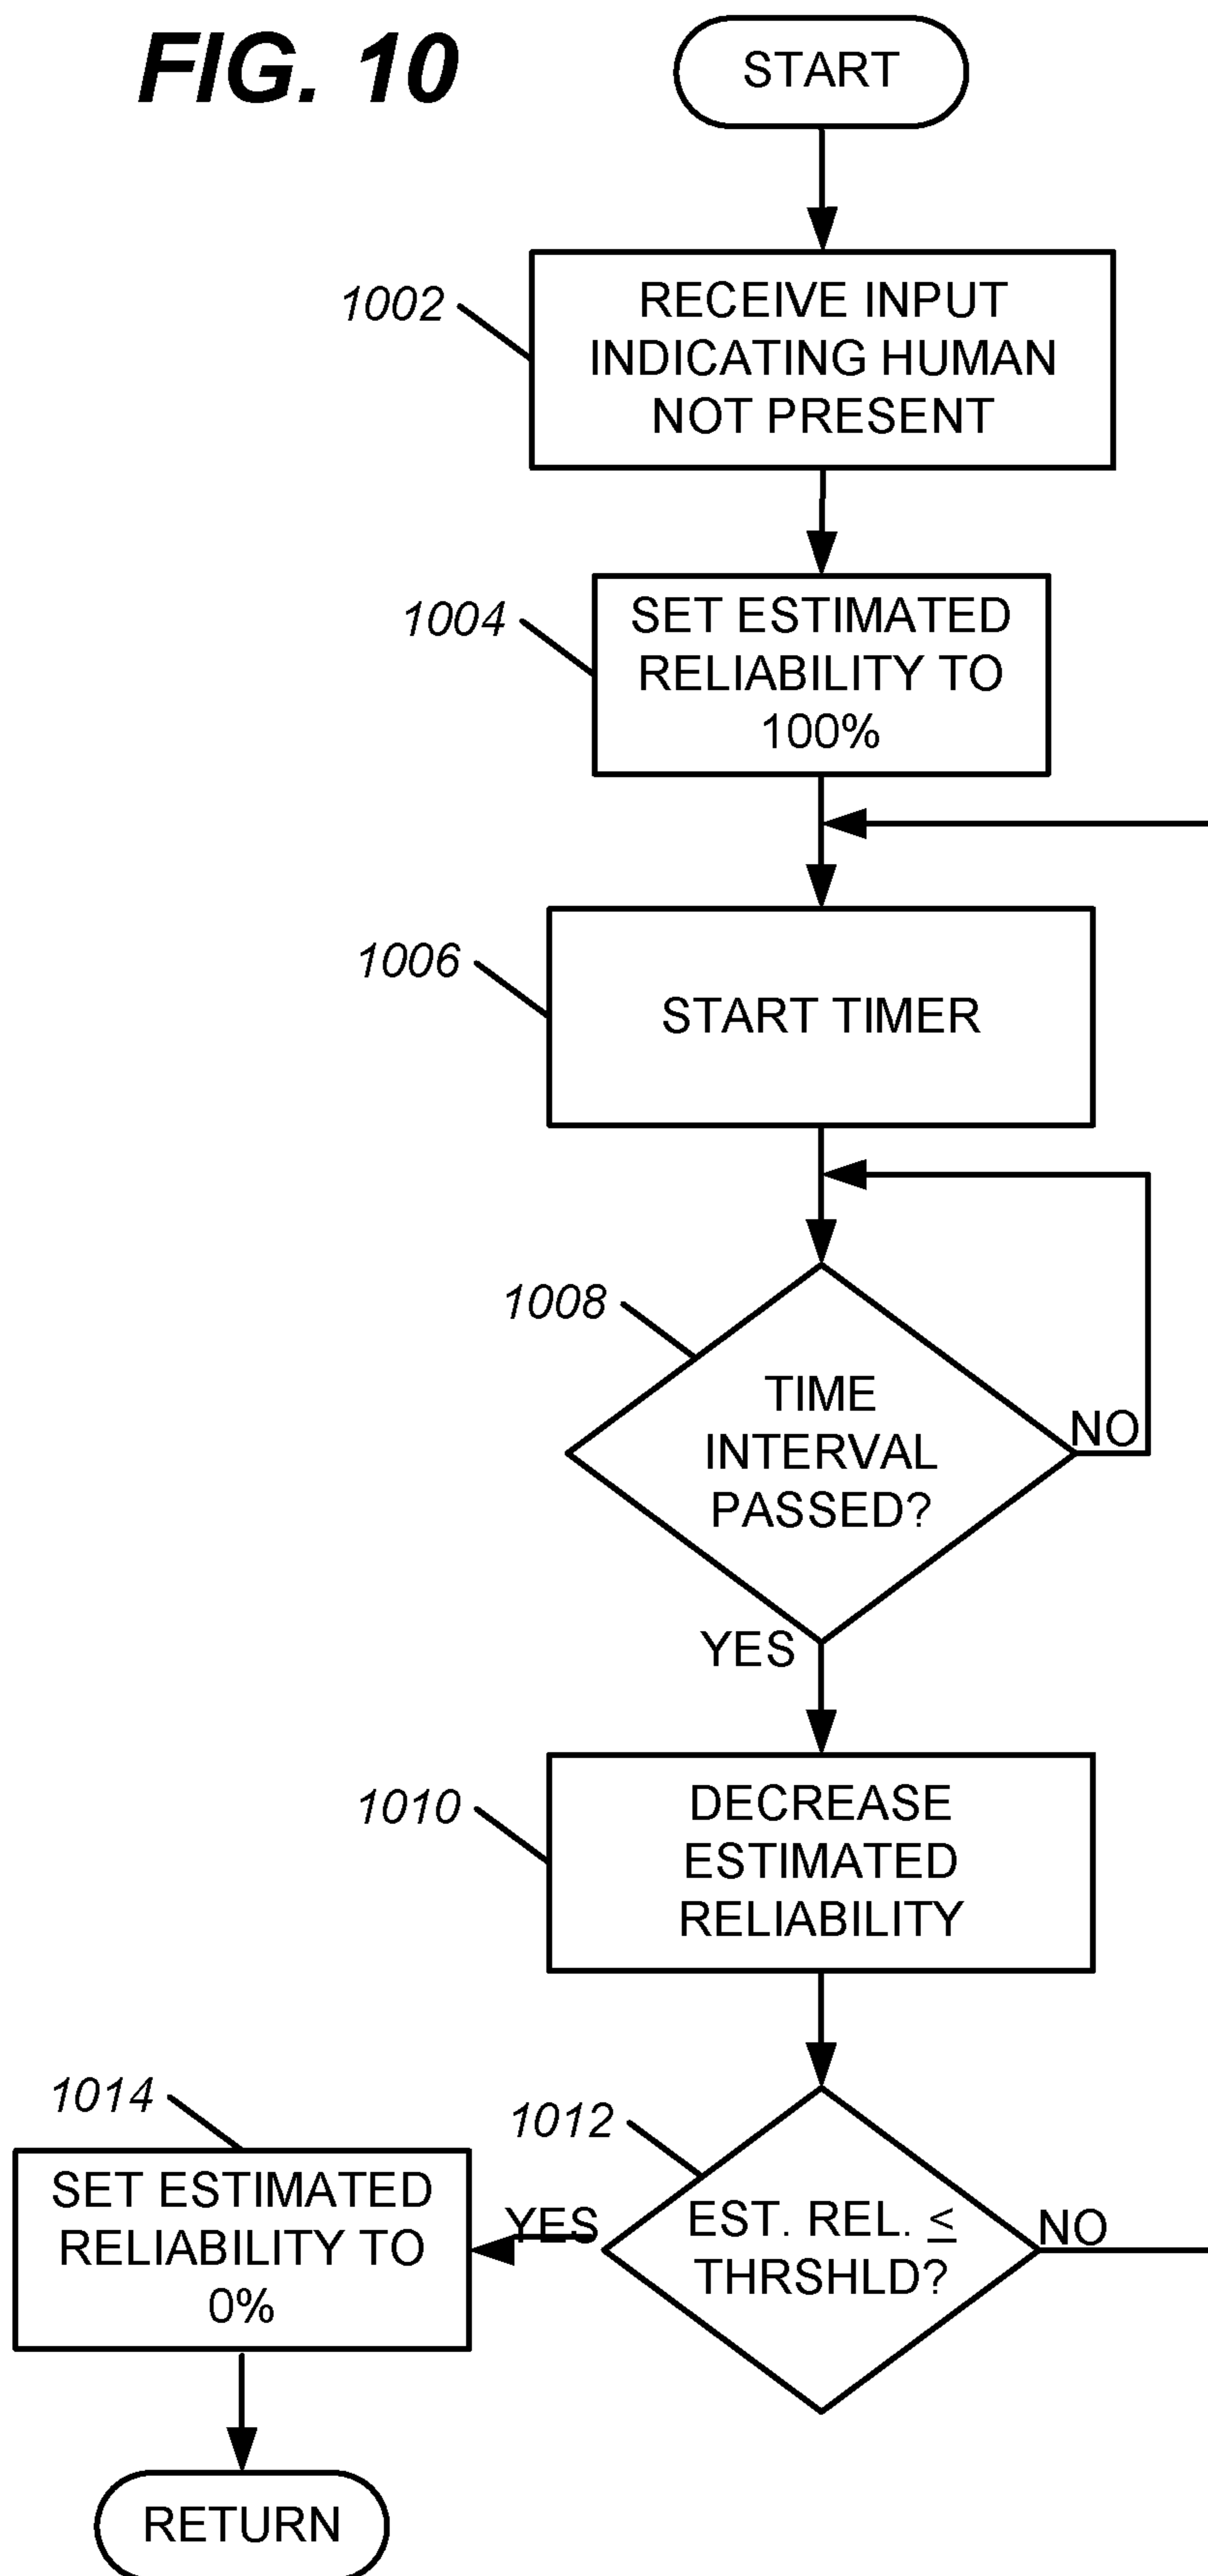 FIG. 10
START
1002
RECEIVE INPUT
INDICATING HUMAN
NOT PRESENT
1004
SET ESTIMATED
RELIABILITY TO
100%
1006
START TIMER
1008
TIME
INTERVAL
PASSED?
NO
YES
1010
DECREASE
ESTIMATED
RELIABILITY
1014
SET ESTIMATED
RELIABILITY TO
0%
YES
1012
EST. REL. ≤
THRSHLD?
NO
RETURN